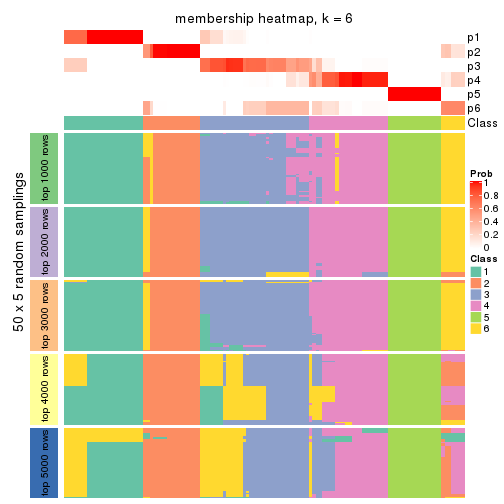 membership heatmap, k = 6
p1
p2
p3
p4
p5
p6
Class
50 x 5 random samplings
top 1000 rows
top 2000 rows
top 3000 rows
top 4000 rows
top 5000 rows
Prob
1
0.8
0.6
0.4
0.2
0
Class
1
2
3
4
5
6